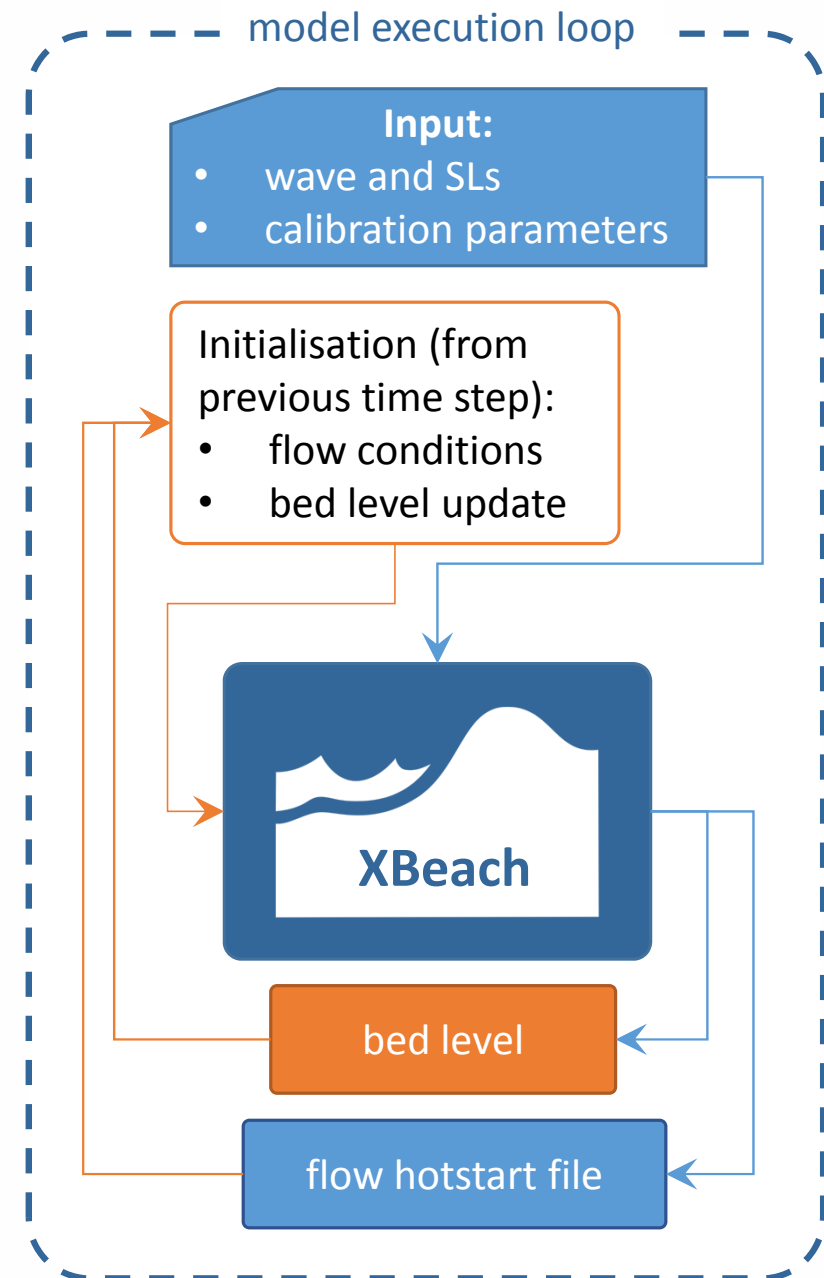 model execution loop
Input:
• wave and SLs
• calibration parameters
Initialisation (from
previous time step):
• flow conditions
• bed level update
XBeach
bed level
flow hotstart file